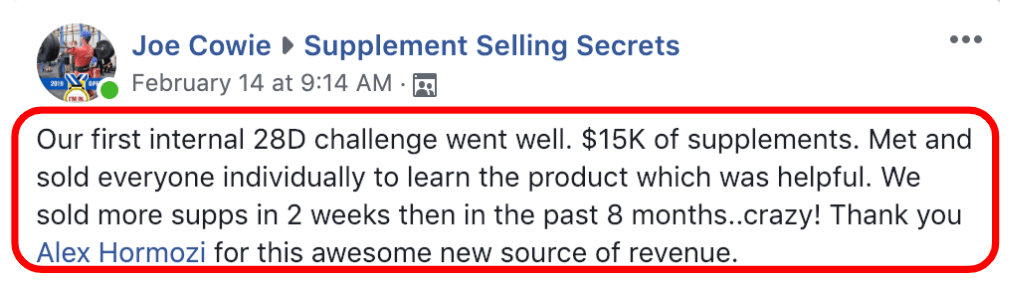 Joe Cowie ▸ Supplement Selling Secrets
February 14 at 9:14 AM ·
Our first internal 28D challenge went well. $15K of supplements. Met and
sold everyone individually to learn the product which was helpful. We
sold more supps in 2 weeks then in the past 8 months..crazy! Thank you
Alex Hormozi for this awesome new source of revenue.